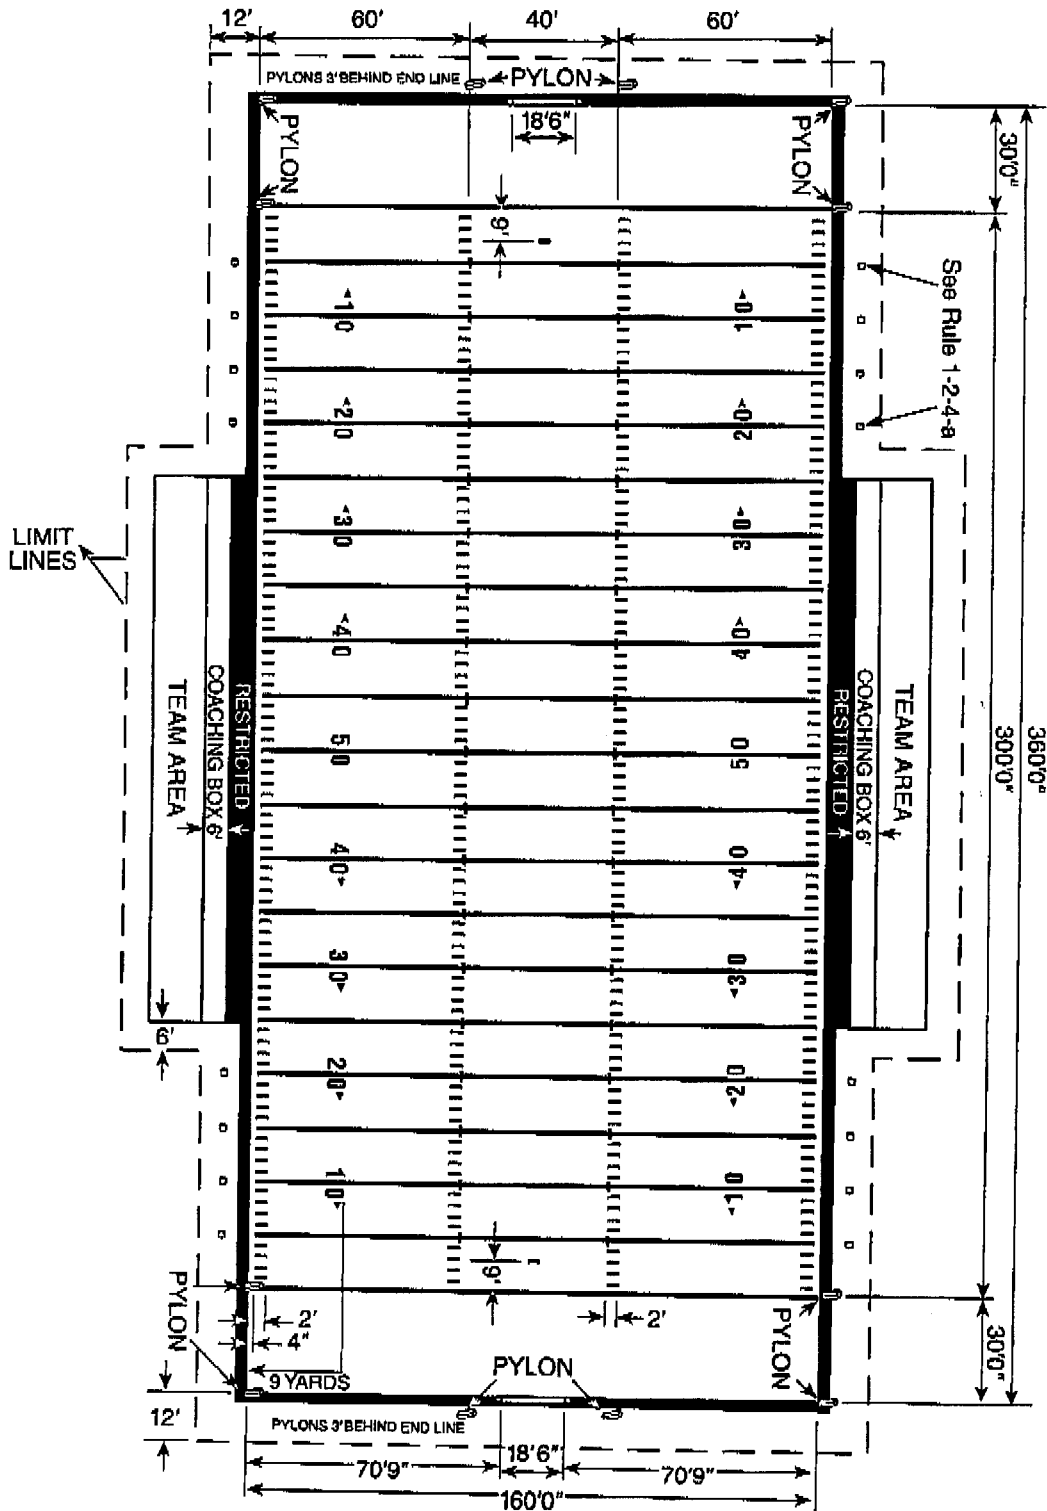 12'
60'
40'
60'
PYLONS 3' BEHIND END LINE
PYLON
18'6"
PYLON
PYLON
30'0"
9'
See Rule 1-2-4-a
10
10
20
20
30
30
LIMIT
LINES
40
40
TEAM AREA
COACHING BOX 6'
RESTRICTED
50
50
RESTRICTED
COACHING BOX 6'
TEAM AREA
300'0"
360'0"
40
40
30
30
6'
20
20
10
10
9'
PYLON
2'
4"
2'
PYLON
30'0"
9 YARDS
PYLON
12'
PYLONS 3' BEHIND END LINE
18'6"
70'9"
70'9"
160'0"